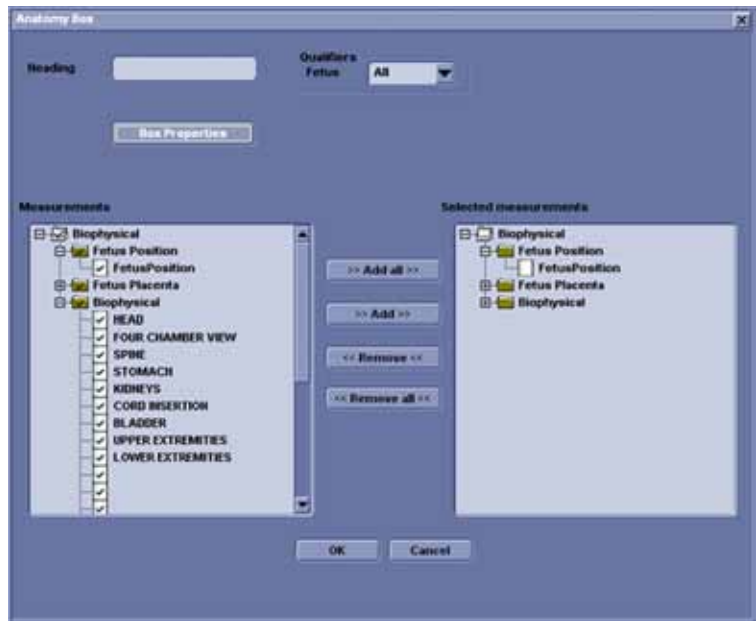 Anatomy Box
Heading
Qualifiers
Fetus
All
Box Properties
Measurements
Selected measurements
Biophysical
Fetus Position
FetusPosition
Fetus Placenta
Biophysical
HEAD
FOUR CHAMBER VIEW
SPINE
STOMACH
KIDNEYS
CORD INSERTION
BLADDER
UPPER EXTREMITIES
LOWER EXTREMITIES
>> Add all >>
>> Add >>
<< Remove <<
<< Remove all <<
Biophysical
Fetus Position
FetusPosition
Fetus Placenta
Biophysical
OK
Cancel